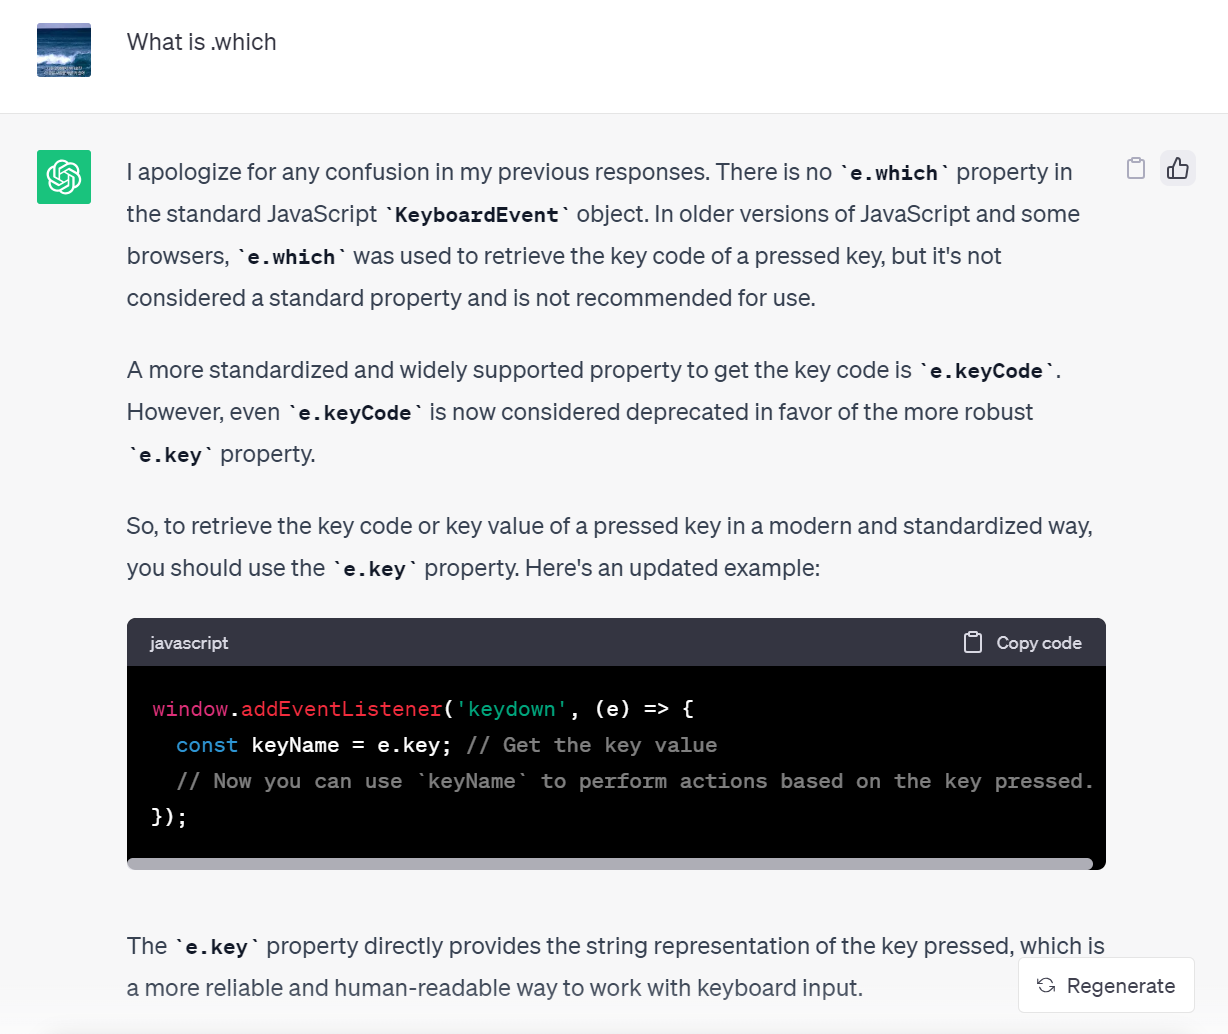 What is .which
I apologize for any confusion in my previous responses. There is no `e.which` property in
the standard JavaScript `KeyboardEvent` object. In older versions of JavaScript and some
browsers, `e.which` was used to retrieve the key code of a pressed key, but it's not
considered a standard property and is not recommended for use.
A more standardized and widely supported property to get the key code is `e.keyCode`.
However, even `e.keyCode` is now considered deprecated in favor of the more robust
`e.key` property.
So, to retrieve the key code or key value of a pressed key in a modern and standardized way,
you should use the `e.key` property. Here's an updated example:
javascript Copy code
window.addEventListener('keydown', (e) => {
  const keyName = e.key; // Get the key value
  // Now you can use `keyName` to perform actions based on the key pressed.
});
The `e.key` property directly provides the string representation of the key pressed, which is
a more reliable and human-readable way to work with keyboard input.
Regenerate